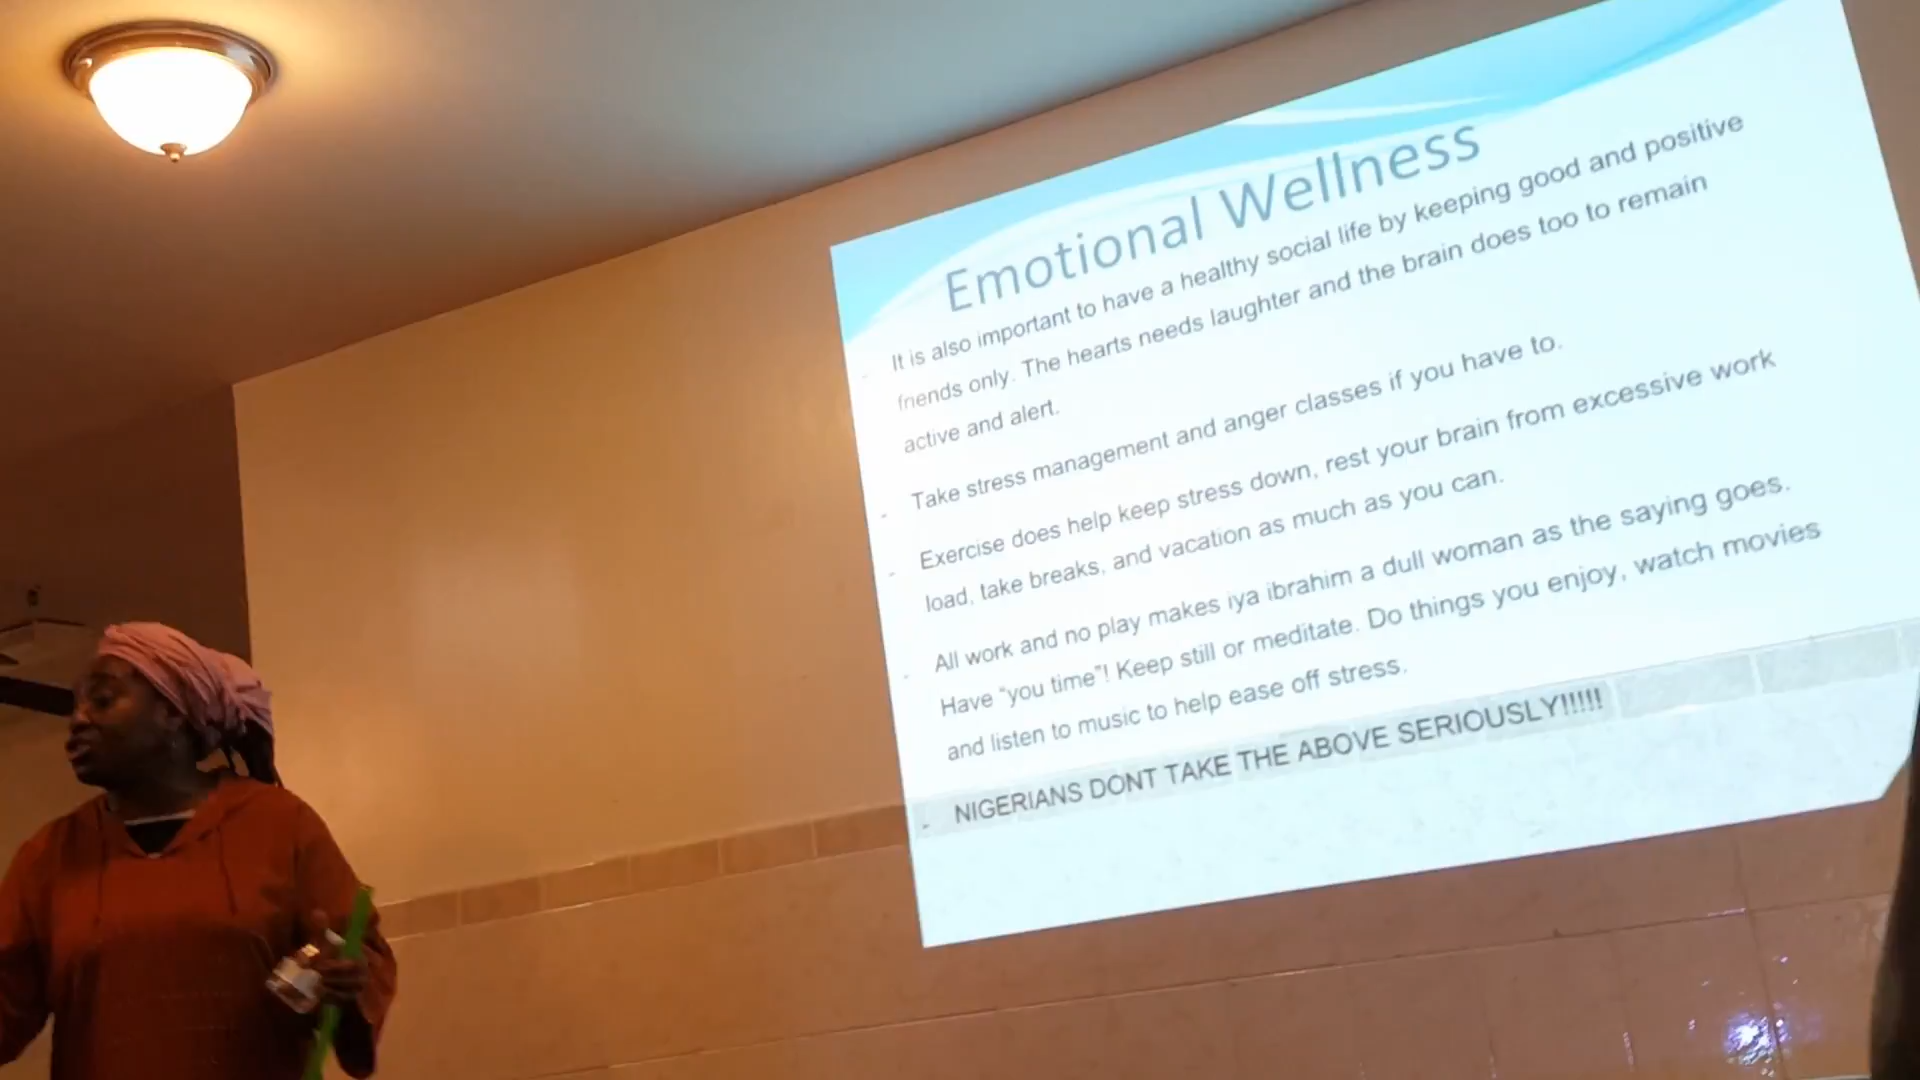 Emotional Wellness
- It is also important to have a healthy social life by keeping good and positive
friends only. The hearts needs laughter and the brain does too to remain
active and alert.
- Take stress management and anger classes if you have to.
- Exercise does help keep stress down, rest your brain from excessive work
load, take breaks, and vacation as much as you can.
- All work and no play makes iya ibrahim a dull woman as the saying goes.
Have “you time”! Keep still or meditate. Do things you enjoy, watch movies
and listen to music to help ease off stress.
- NIGERIANS DONT TAKE THE ABOVE SERIOUSLY!!!!!